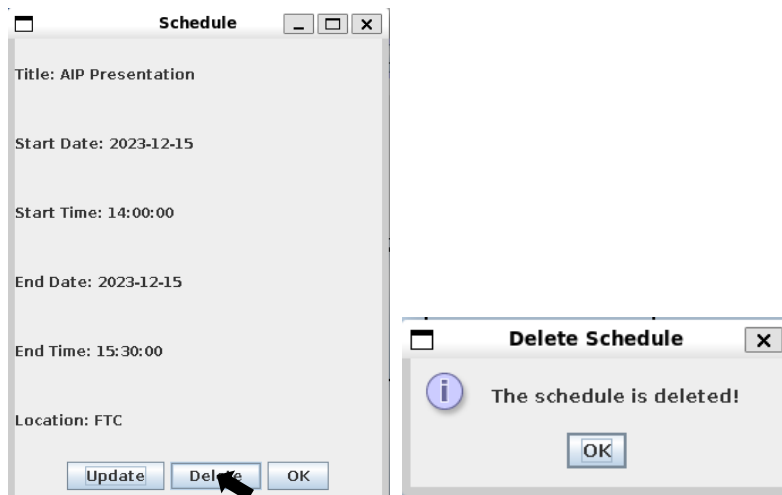 Schedule
Title: AIP Presentation
Start Date: 2023-12-15
Start Time: 14:00:00
End Date: 2023-12-15
End Time: 15:30:00
Location: FTC
Update Delete OK
Delete Schedule
The schedule is deleted!
OK